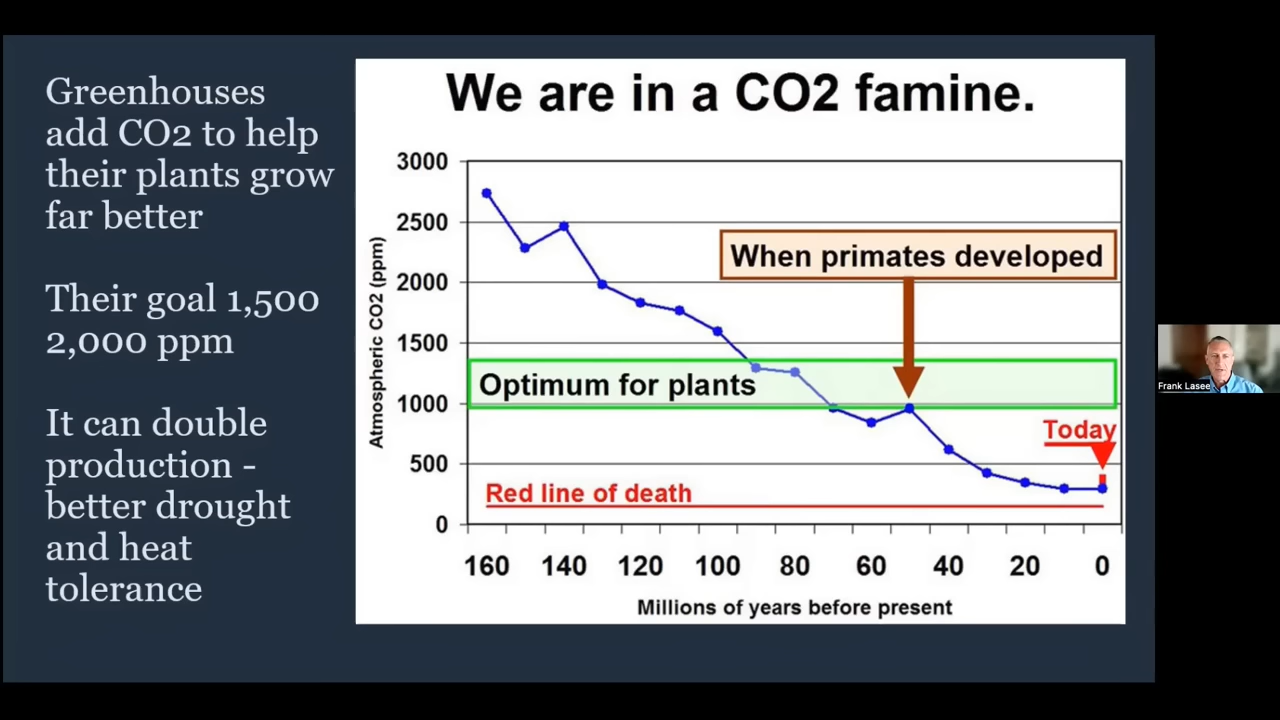 Greenhouses
add CO2 to help
their plants grow
far better
Their goal 1,500
2,000 ppm
It can double
production -
better drought
and heat
tolerance
We are in a CO2 famine.
3000
2500
2000
1500
1000
500
0
Atmospheric CO2 (ppm)
When primates developed
Optimum for plants
Today
Red line of death
160 140 120 100 80 60 40 20 0
Millions of years before present
Frank Lasee